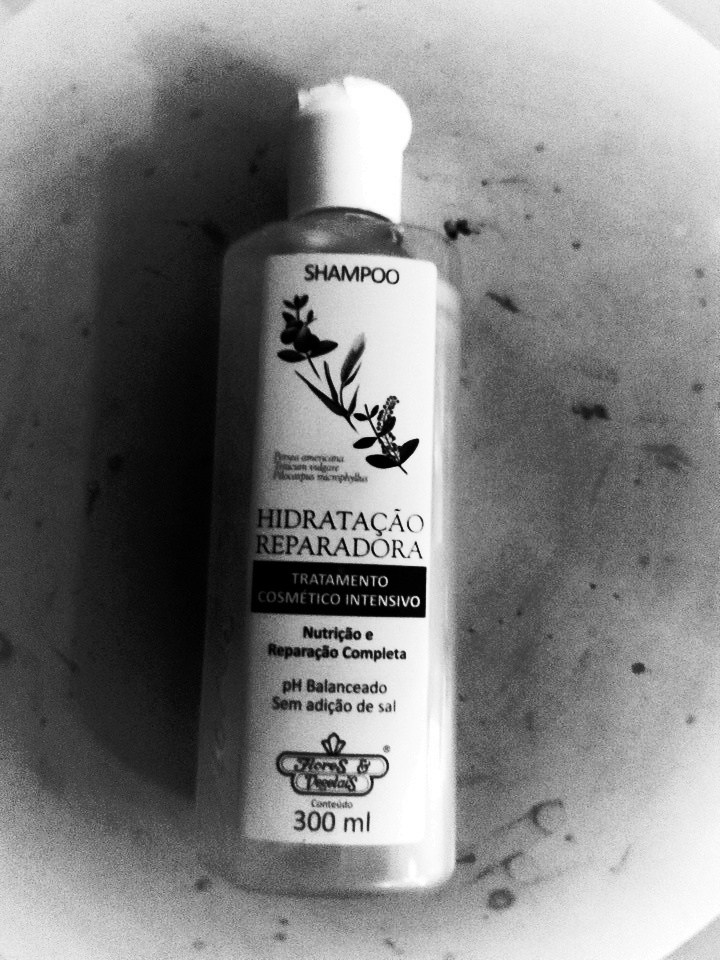 SHAMPOO
Persea americana
Triticum vulgare
Pilocarpus microphyllus
HIDRATAÇÃO
REPARADORA
TRATAMENTO
COSMÉTICO INTENSIVO
Nutrição e
Reparação Completa
pH Balanceado
Sem adição de sal
Flores &
Vegetais
®
Conteúdo
300 ml